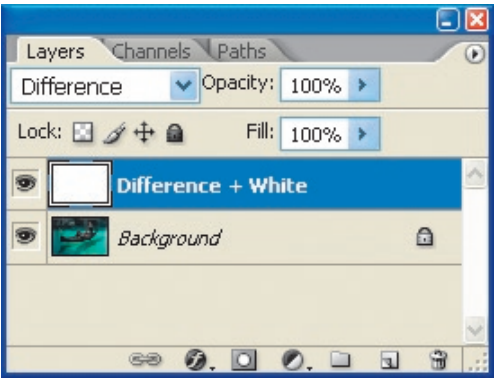 Layers Channels Paths
Difference Opacity: 100%
Lock: Fill: 100%
Difference + White
Background